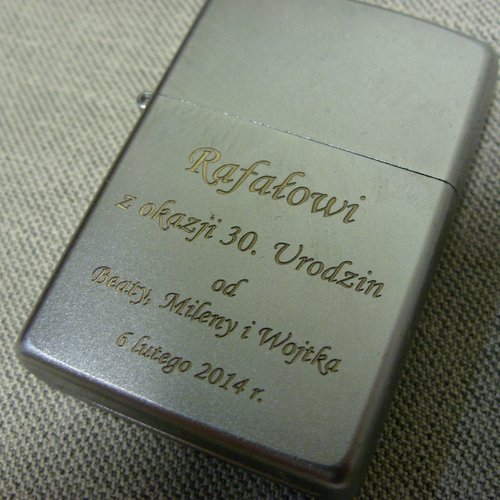 Rafałowi
z okazji 30. Urodzin
od
Beaty, Mileny i Wojtka
6 lutego 2014 r.